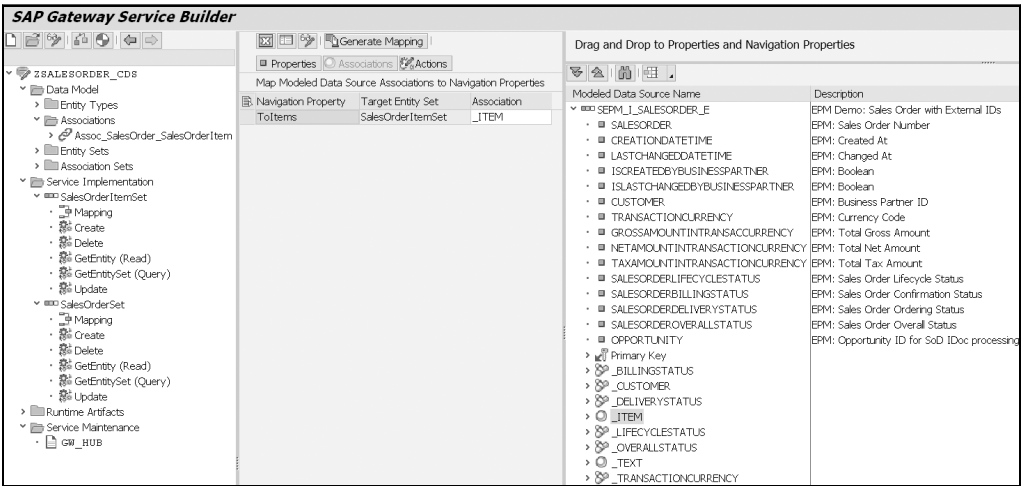 SAP Gateway Service Builder
ZSALESORDER_CDS
Data Model
Entity Types
Associations
Assoc_SalesOrder_SalesOrderItem
Entity Sets
Association Sets
Service Implementation
SalesOrderItemSet
Mapping
Create
Delete
GetEntity (Read)
GetEntitySet (Query)
Update
SalesOrderSet
Mapping
Create
Delete
GetEntity (Read)
GetEntitySet (Query)
Update
Runtime Artifacts
Service Maintenance
GW_HUB
Generate Mapping
Properties Associations Actions
Map Modeled Data Source Associations to Navigation Properties
Navigation Property Target Entity Set Association
ToItems SalesOrderItemSet _ITEM
Drag and Drop to Properties and Navigation Properties
Modeled Data Source Name Description
SEPM_I_SALESORDER_E EPM Demo: Sales Order with External IDs
SALESORDER EPM: Sales Order Number
CREATIONDATETIME EPM: Created At
LASTCHANGEDDATETIME EPM: Changed At
ISCREATEDBYBUSINESSPARTNER EPM: Boolean
ISLASTCHANGEDBYBUSINESSPARTNER EPM: Boolean
CUSTOMER EPM: Business Partner ID
TRANSACTIONCURRENCY EPM: Currency Code
GROSSAMOUNTINTRANSACCURRENCY EPM: Total Gross Amount
NETAMOUNTINTRANSACTIONCURRENCY EPM: Total Net Amount
TAXAMOUNTINTRANSACTIONCURRENCY EPM: Total Tax Amount
SALESORDERLIFECYCLESTATUS EPM: Sales Order Lifecycle Status
SALESORDERBILLINGSTATUS EPM: Sales Order Confirmation Status
SALESORDERDELIVERYSTATUS EPM: Sales Order Ordering Status
SALESORDEROVERALLSTATUS EPM: Sales Order Overall Status
OPPORTUNITY EPM: Opportunity ID for SoD IDoc processing
Primary Key
_BILLINGSTATUS
_CUSTOMER
_DELIVERYSTATUS
_ITEM
_LIFECYCLESTATUS
_OVERALLSTATUS
_TEXT
_TRANSACTIONCURRENCY